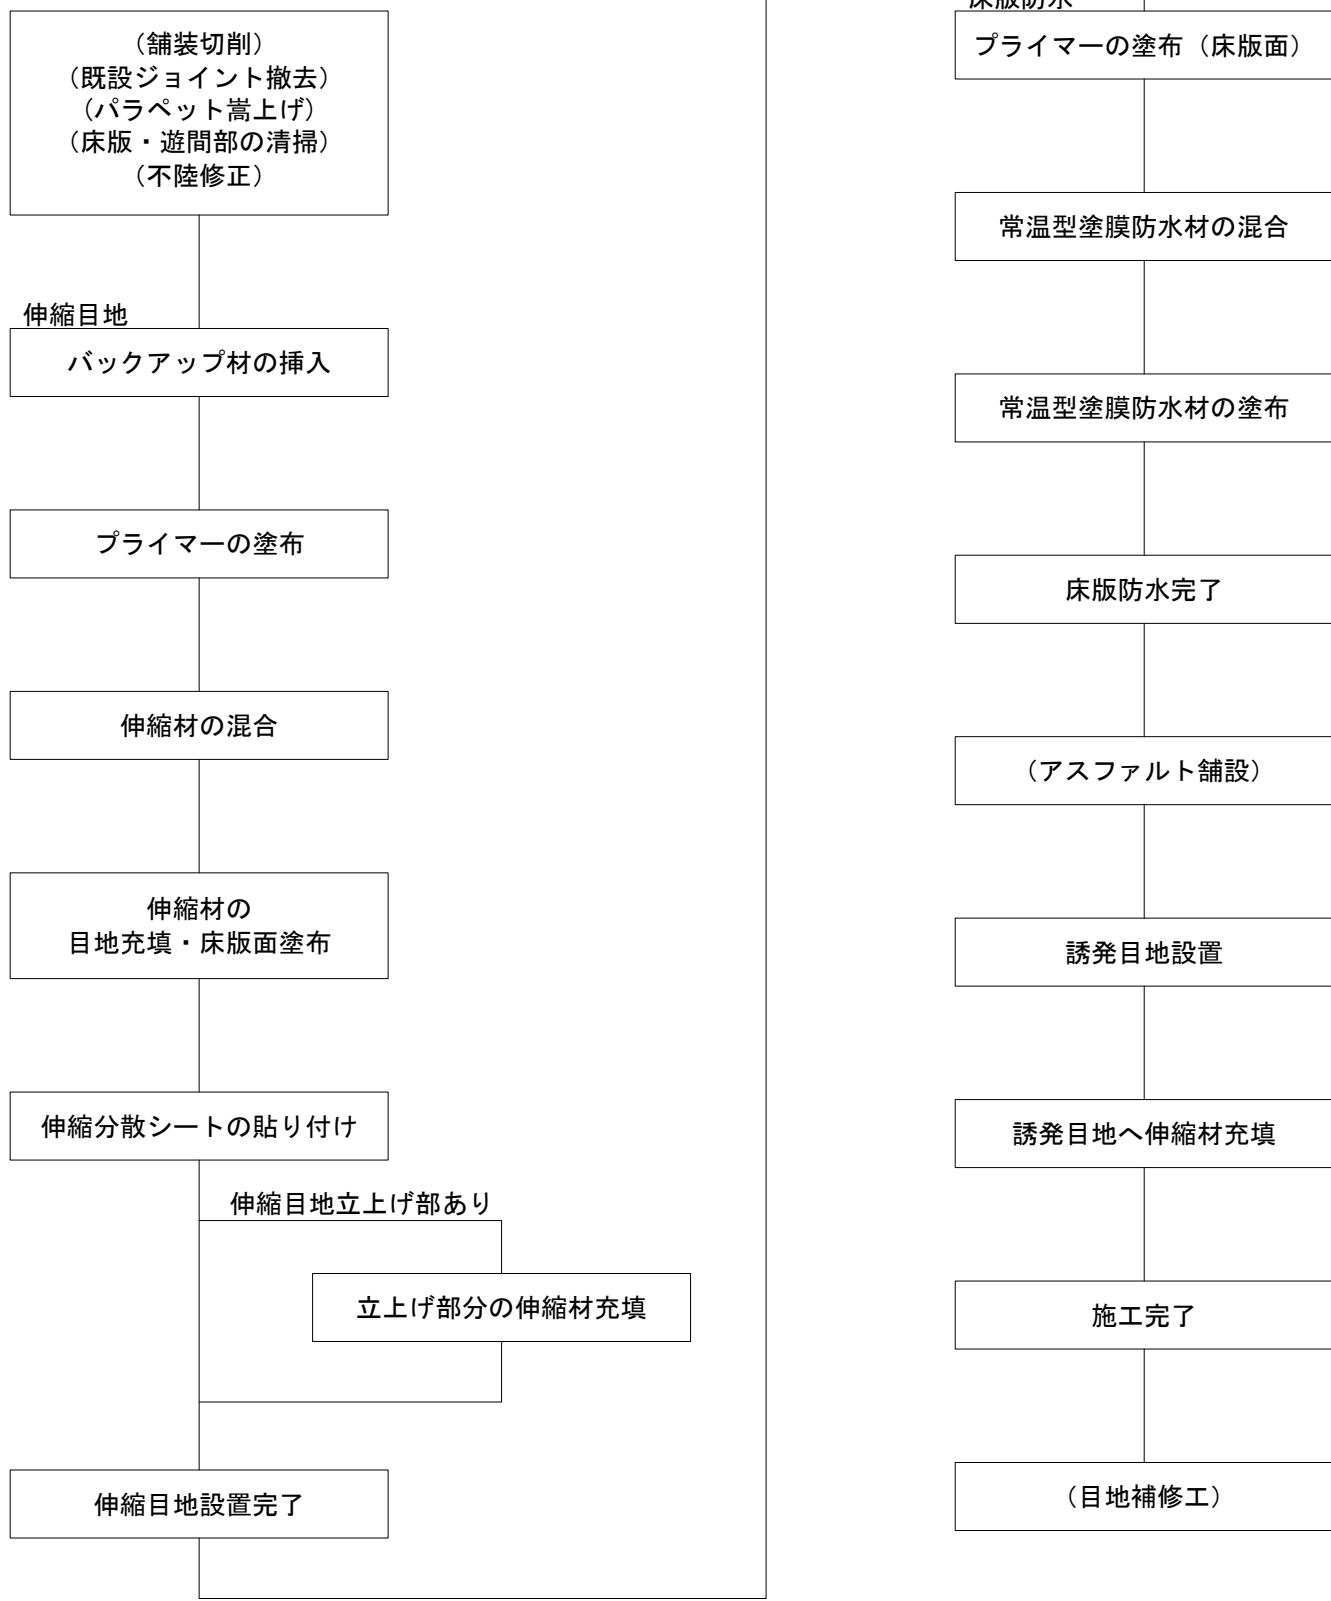 （舗装切削）
（既設ジョイント撤去）
（パラペット嵩上げ）
（床版・遊間部の清掃）
（不陸修正）
伸縮目地
バックアップ材の挿入
プライマーの塗布
伸縮材の混合
伸縮材の
目地充填・床版面塗布
伸縮分散シートの貼り付け
伸縮目地立上げ部あり
立上げ部分の伸縮材充填
伸縮目地設置完了
床版防水
プライマーの塗布（床版面）
常温型塗膜防水材の混合
常温型塗膜防水材の塗布
床版防水完了
（アスファルト舗設）
誘発目地設置
誘発目地へ伸縮材充填
施工完了
（目地補修工）